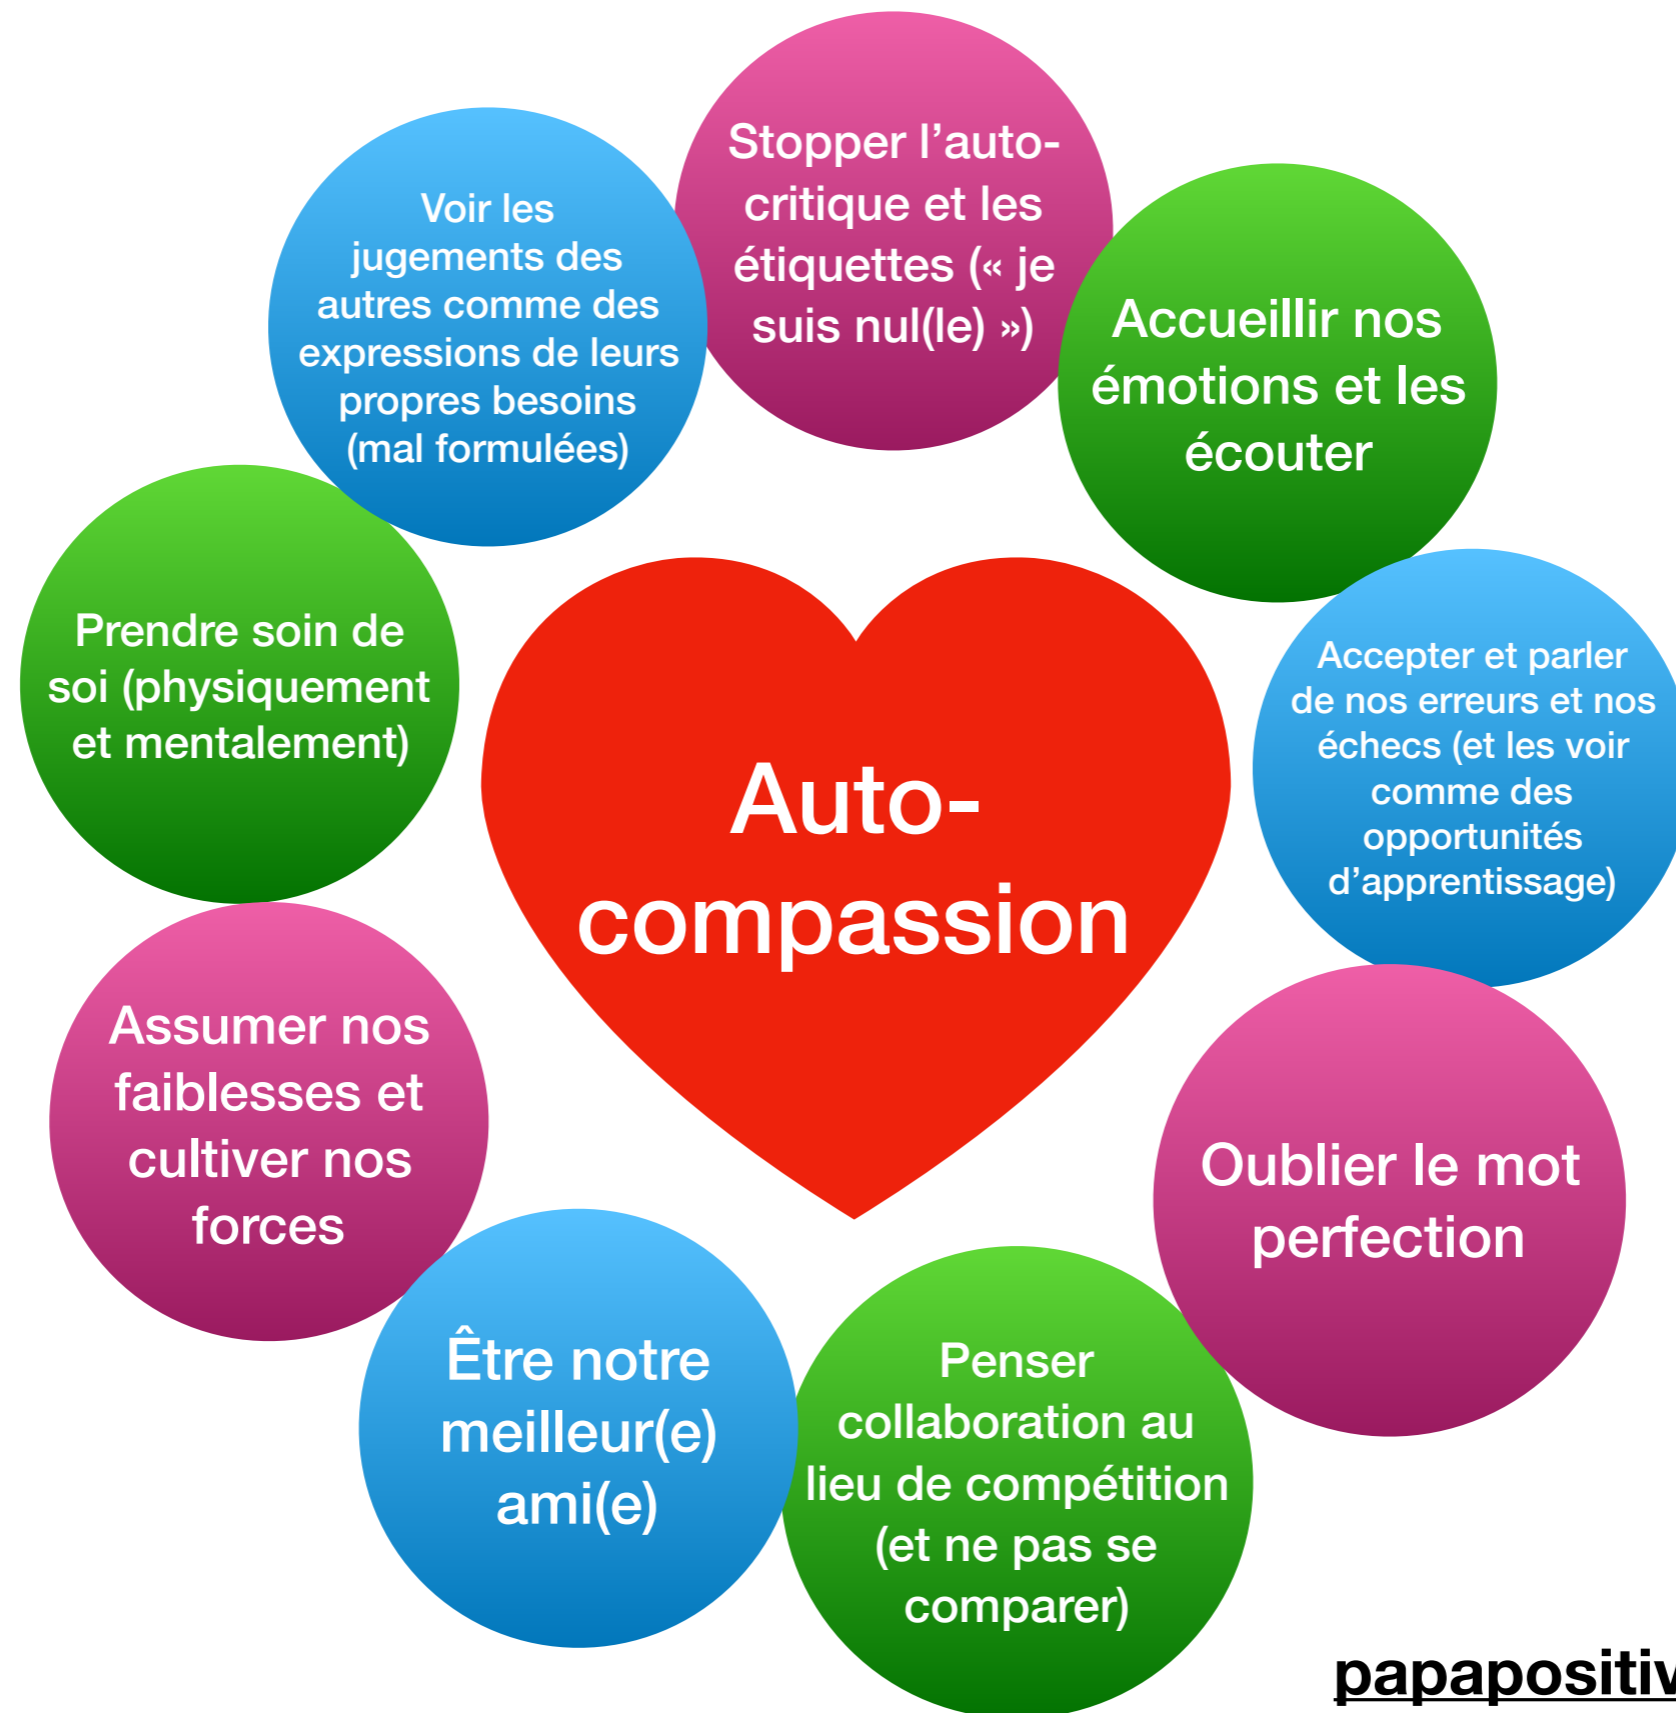 Stopper l’auto-
critique et les
étiquettes (« je
suis nul(le) »)
Accueillir nos
émotions et les
écouter
Accepter et parler
de nos erreurs et nos
échecs (et les voir
comme des
opportunités
d’apprentissage)
Oublier le mot
perfection
Penser
collaboration au
lieu de compétition
(et ne pas se
comparer)
Être notre
meilleur(e)
ami(e)
Assumer nos
faiblesses et
cultiver nos
forces
Prendre soin de
soi (physiquement
et mentalement)
Voir les
jugements des
autres comme des
expressions de leurs
propres besoins
(mal formulées)
Auto-
compassion
papapositiv